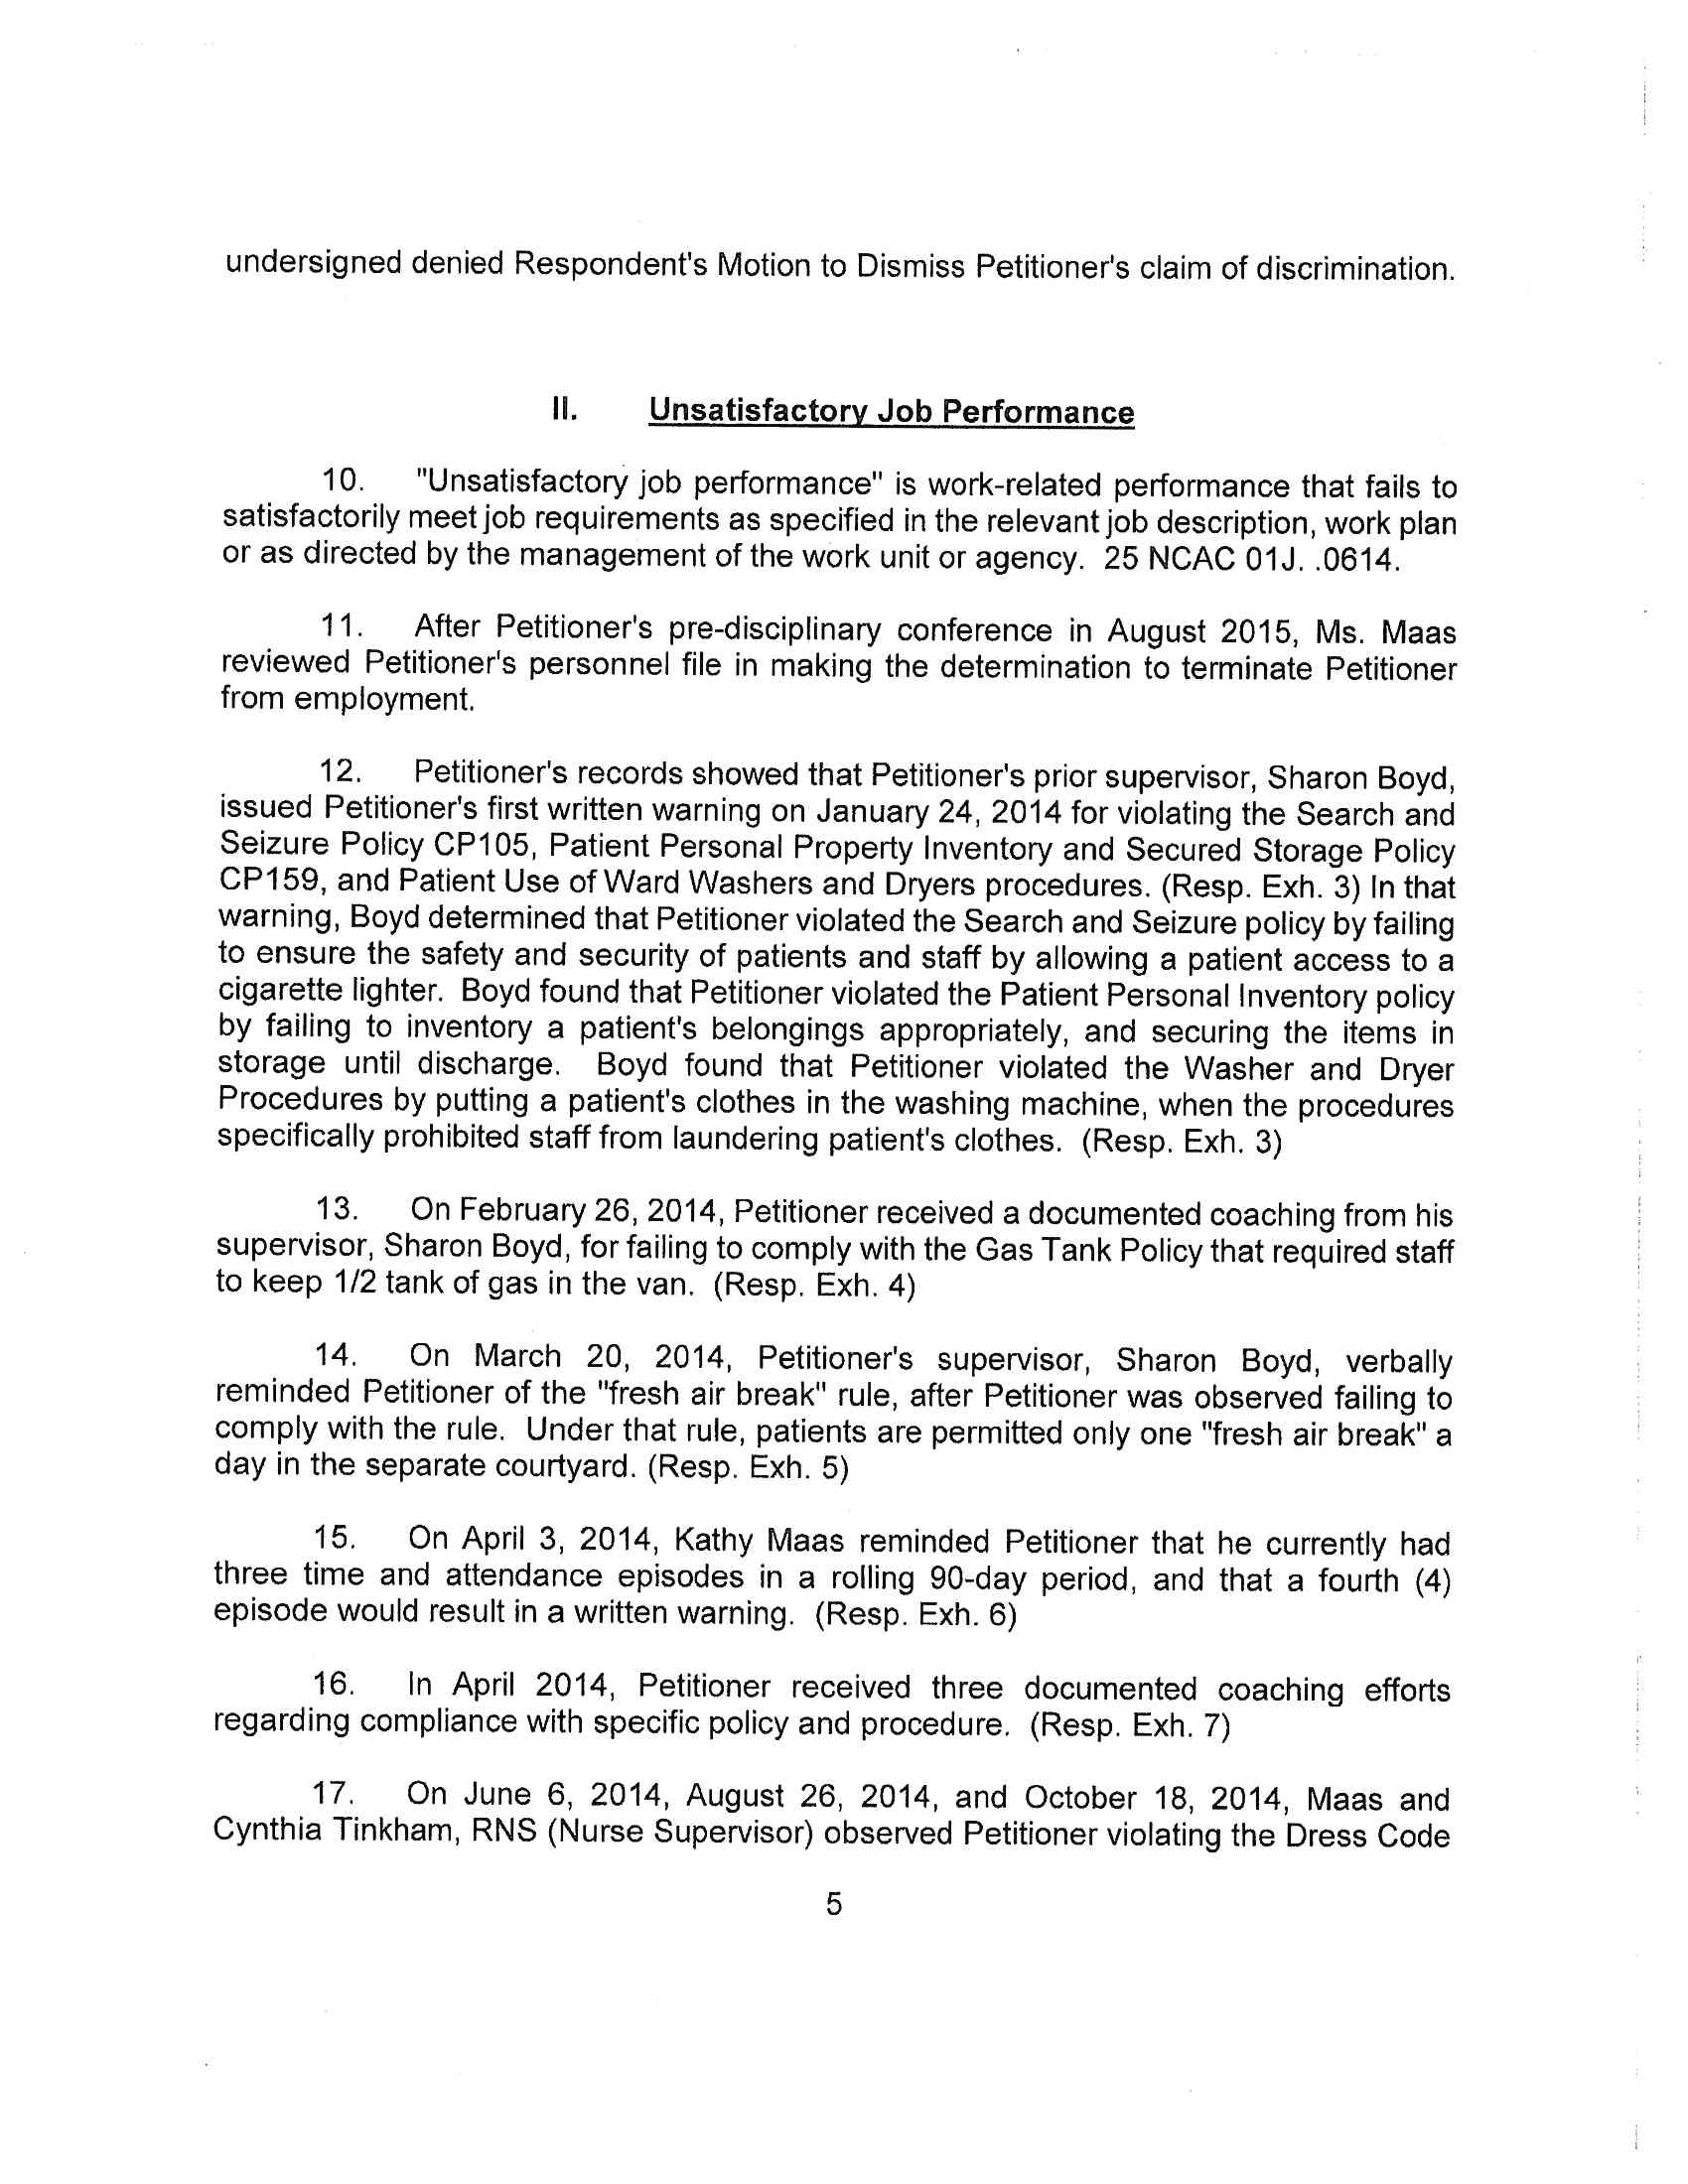 undersigned denied Respondent's Motion to Dismiss Petitioner's claim of discrimination.
II. Unsatisfactory Job Performance
10. "Unsatisfactory job performance" is work-related performance that fails to
satisfactorily meet job requirements as specified in the relevant job description, work plan
or as directed by the management of the work unit or agency. 25 NCAC 01J. .0614.
11. After Petitioner's pre-disciplinary conference in August 2015, Ms. Maas
reviewed Petitioner's personnel file in making the determination to terminate Petitioner
from employment.
12. Petitioner's records showed that Petitioner's prior supervisor, Sharon Boyd,
issued Petitioner's first written warning on January 24, 2014 for violating the Search and
Seizure Policy CP105, Patient Personal Property Inventory and Secured Storage Policy
CP159, and Patient Use of Ward Washers and Dryers procedures. (Resp. Exh. 3) In that
warning, Boyd determined that Petitioner violated the Search and Seizure policy by failing
to ensure the safety and security of patients and staff by allowing a patient access to a
cigarette lighter. Boyd found that Petitioner violated the Patient Personal Inventory policy
by failing to inventory a patient's belongings appropriately, and securing the items in
storage until discharge. Boyd found that Petitioner violated the Washer and Dryer
Procedures by putting a patient's clothes in the washing machine, when the procedures
specifically prohibited staff from laundering patient's clothes. (Resp. Exh. 3)
13. On February 26, 2014, Petitioner received a documented coaching from his
supervisor, Sharon Boyd, for failing to comply with the Gas Tank Policy that required staff
to keep 1/2 tank of gas in the van. (Resp. Exh. 4)
14. On March 20, 2014, Petitioner's supervisor, Sharon Boyd, verbally
reminded Petitioner of the "fresh air break" rule, after Petitioner was observed failing to
comply with the rule. Under that rule, patients are permitted only one "fresh air break" a
day in the separate courtyard. (Resp. Exh. 5)
15. On April 3, 2014, Kathy Maas reminded Petitioner that he currently had
three time and attendance episodes in a rolling 90-day period, and that a fourth (4)
episode would result in a written warning. (Resp. Exh. 6)
16. In April 2014, Petitioner received three documented coaching efforts
regarding compliance with specific policy and procedure. (Resp. Exh. 7)
17. On June 6, 2014, August 26, 2014, and October 18, 2014, Maas and
Cynthia Tinkham, RNS (Nurse Supervisor) observed Petitioner violating the Dress Code
5